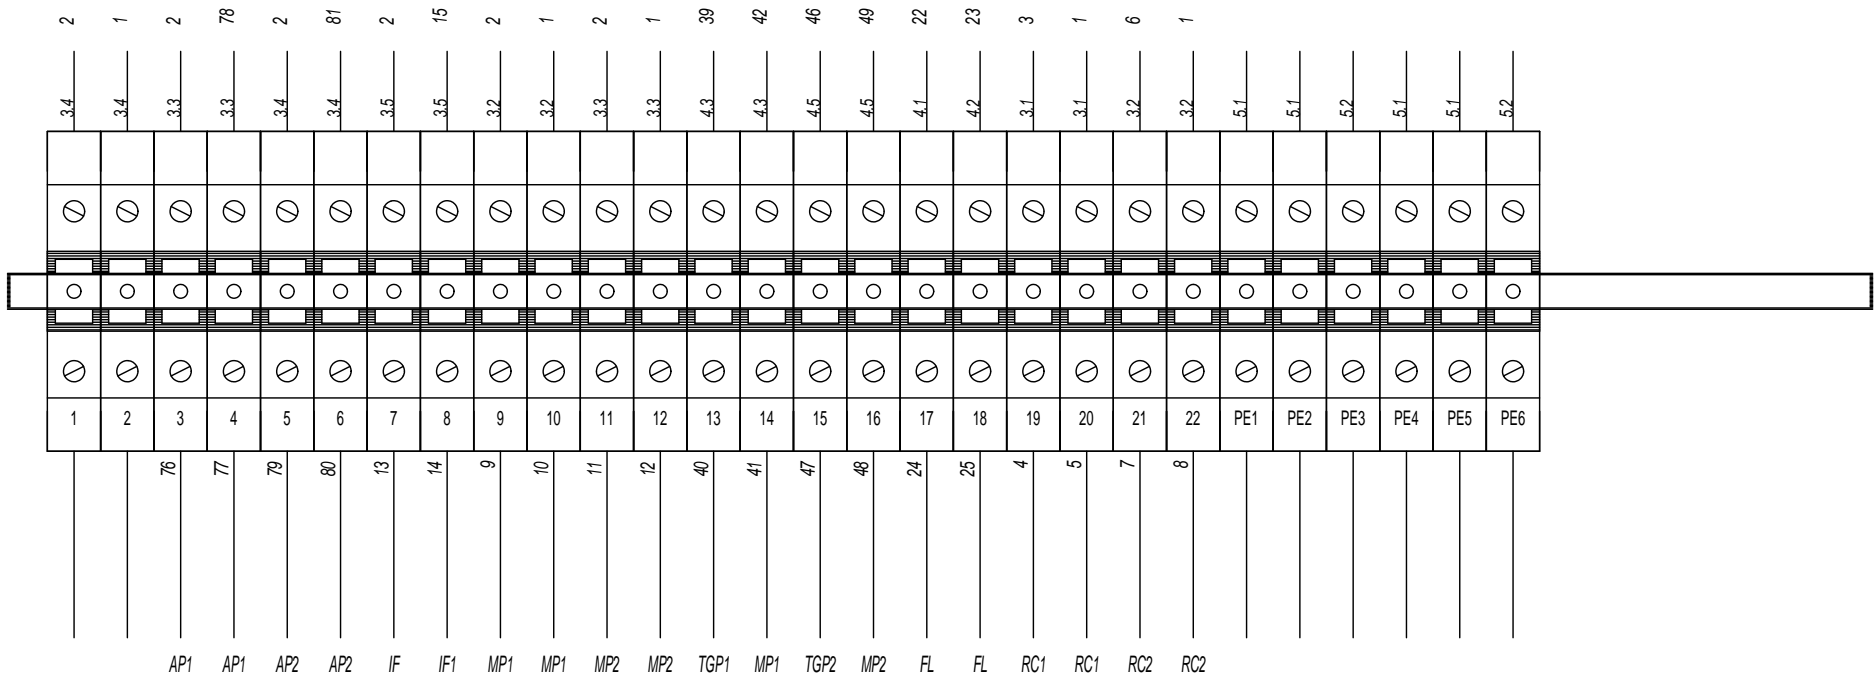 2 1 2 78 2 81 2 15 2 1 2 1 39 42 46 49 22 23 3 1 6 1
3.4 3.4 3.3 3.3 3.4 3.4 3.5 3.5 3.2 3.2 3.3 3.3 4.3 4.3 4.5 4.5 4.1 4.2 3.1 3.1 3.2 3.2 5.1 5.1 5.2 5.1 5.1 5.2
1 2 3 4 5 6 7 8 9 10 11 12 13 14 15 16 17 18 19 20 21 22 PE1 PE2 PE3 PE4 PE5 PE6
76 77 79 80 13 14 9 10 11 12 40 41 47 48 24 25 4 5 7 8
AP1 AP1 AP2 AP2 IF IF1 MP1 MP1 MP2 MP2 TGP1 MP1 TGP2 MP2 FL FL RC1 RC1 RC2 RC2